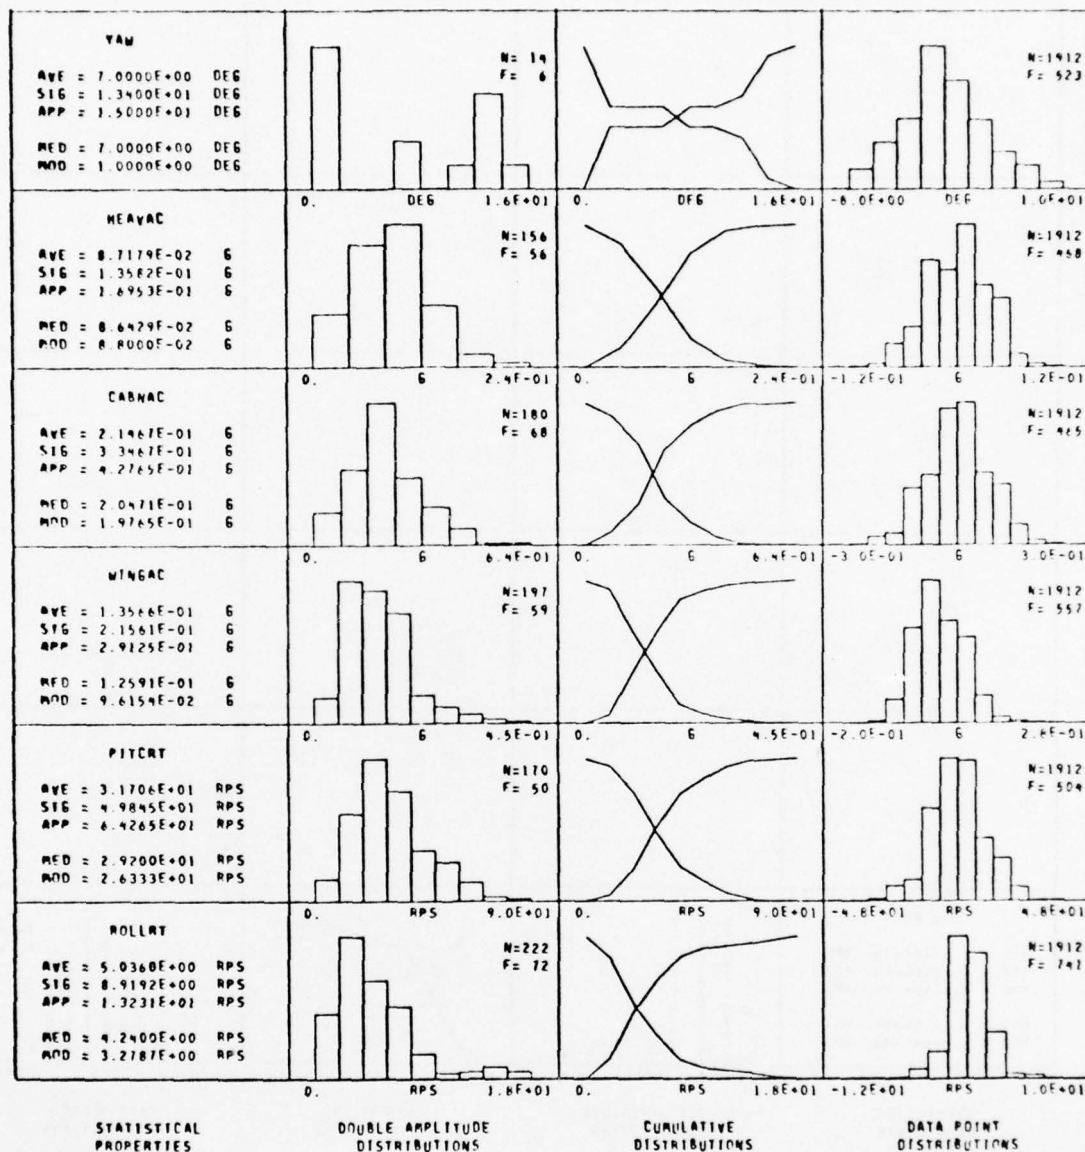 YAW
AVE = 7.0000E+00 DEG
SIG = 1.3400E+01 DEG
APP = 1.5000E+01 DEG
MED = 7.0000E+00 DEG
MOD = 1.0000E+00 DEG
N= 14
F= 6
0. DEG 1.6E+01
0. DEG 1.6E+01
N=1912
F= 523
-6.0E+00 DEG 1.0E+01
HEAVAC
AVE = 8.7179E-02 G
SIG = 1.3582E-01 G
APP = 1.6953E-01 G
MED = 8.6429E-02 G
MOD = 8.8000E-02 G
N=156
F= 56
0. G 2.4E-01
0. G 2.4E-01
N=1912
F= 468
-1.2E-01 G 1.2E-01
CABNAC
AVE = 2.1467E-01 G
SIG = 3.3467E-01 G
APP = 4.2765E-01 G
MED = 2.0471E-01 G
MOD = 1.9765E-01 G
N=180
F= 68
0. G 6.4E-01
0. G 6.4E-01
N=1912
F= 465
-3.0E-01 G 3.0E-01
WINGAC
AVE = 1.3566E-01 G
SIG = 2.1561E-01 G
APP = 2.9125E-01 G
MED = 1.2591E-01 G
MOD = 9.6154E-02 G
N=197
F= 59
0. G 4.5E-01
0. G 4.5E-01
N=1912
F= 557
-2.0E-01 G 2.8E-01
PITCRT
AVE = 3.1706E+01 RPS
SIG = 4.9845E+01 RPS
APP = 6.4265E+01 RPS
MED = 2.9200E+01 RPS
MOD = 2.6333E+01 RPS
N=170
F= 50
0. RPS 9.0E+01
0. RPS 9.0E+01
N=1912
F= 504
-4.8E+01 RPS 4.8E+01
ROLLRT
AVE = 5.0360E+00 RPS
SIG = 8.9192E+00 RPS
APP = 1.3231E+01 RPS
MED = 4.2400E+00 RPS
MOD = 3.2787E+00 RPS
N=222
F= 72
0. RPS 1.8E+01
0. RPS 1.8E+01
N=1912
F= 741
-1.2E+01 RPS 1.0E+01
STATISTICAL PROPERTIES
DOUBLE AMPLITUDE DISTRIBUTIONS
CUMULATIVE DISTRIBUTIONS
DATA POINT DISTRIBUTIONS